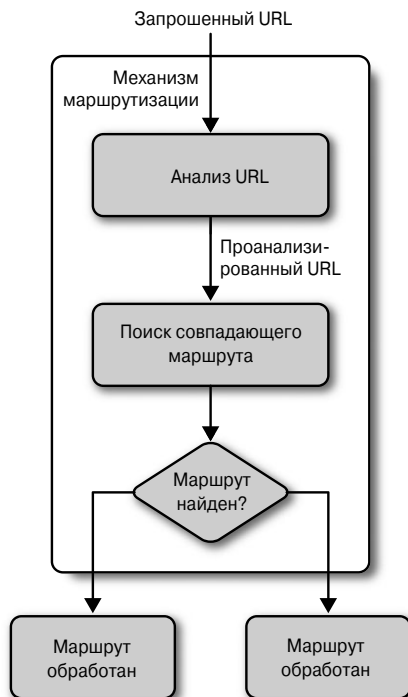 Запрошенный URL
Механизм
маршрутизации
Анализ URL
Проанализи-
рованный URL
Поиск совпадающего
маршрута
Маршрут
найден?
Маршрут
обработан
Маршрут
обработан